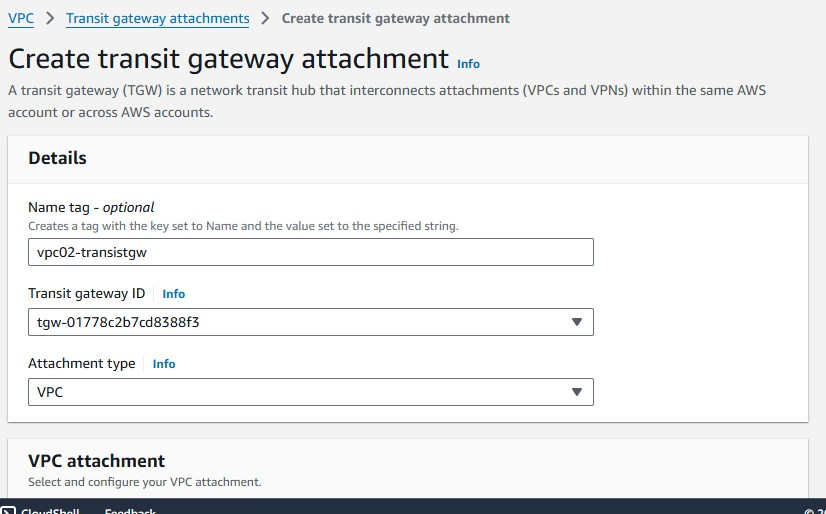 VPC > Transit gateway attachments > Create transit gateway attachment
Create transit gateway attachment Info
A transit gateway (TGW) is a network transit hub that interconnects attachments (VPCs and VPNs) within the same AWS
account or across AWS accounts.
Details
Name tag - optional
Creates a tag with the key set to Name and the value set to the specified string.
vpc02-transistgw
Transit gateway ID Info
tgw-01778c2b7cd8388f3
Attachment type Info
VPC
VPC attachment
Select and configure your VPC attachment.
CloudShell Feedback